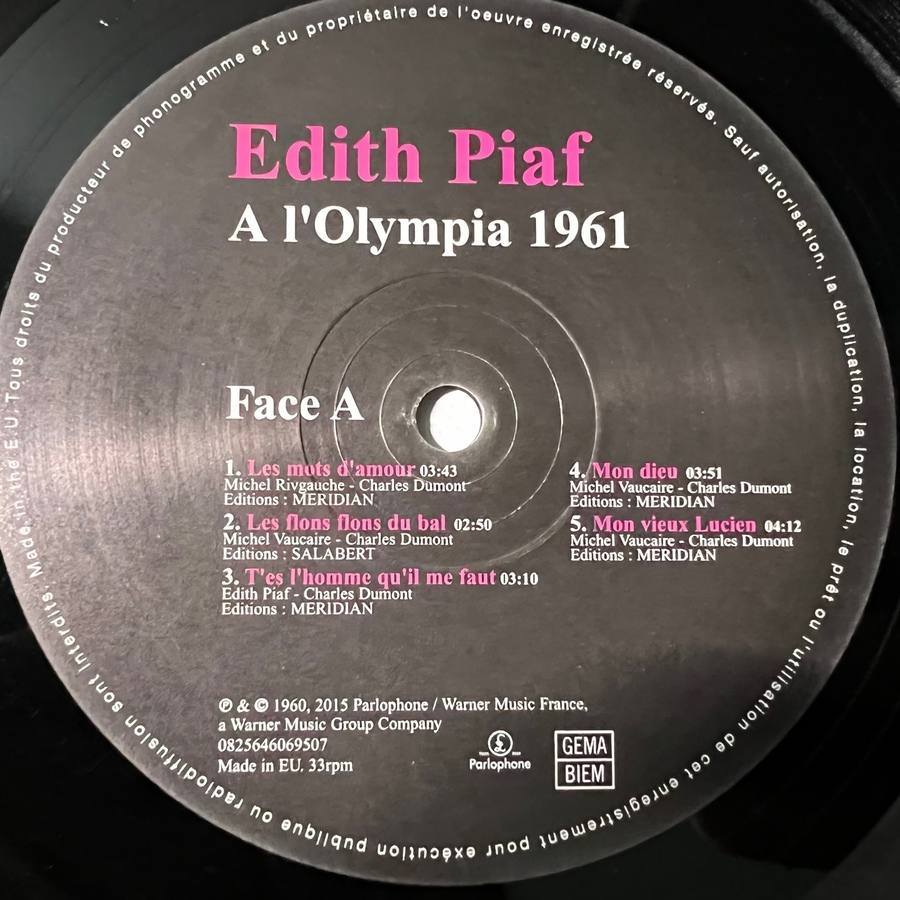 Edith Piaf
A l'Olympia 1961
Face A
1. Les mots d'amour 03:43
Michel Rivgauche - Charles Dumont
Editions : MERIDIAN
2. Les flons flons du bal 02:50
Michel Vaucaire - Charles Dumont
Editions : SALABERT
3. T'es l'homme qu'il me faut 03:10
Edith Piaf - Charles Dumont
Editions : MERIDIAN
4. Mon dieu 03:51
Michel Vaucaire - Charles Dumont
Editions : MERIDIAN
5. Mon vieux Lucien 04:12
Michel Vaucaire - Charles Dumont
Editions : MERIDIAN
℗ & © 1960, 2015 Parlophone / Warner Music France,
a Warner Music Group Company
0825646069507
Made in EU. 33rpm
£
Parlophone
GEMA
BIEM
Tous droits du producteur de phonogramme et du propriétaire de l'oeuvre enregistrée réservés. Sauf autorisation, la duplication, la location, le prêt ou l'utilisation de cet enregistrement pour exécution publique ou radiodiffusion sont interdits. Made in the E.U.